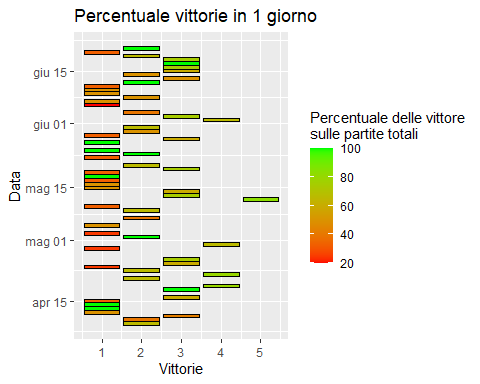 Percentuale vittorie in 1 giorno
giu 15
giu 01
mag 15
mag 01
apr 15
Data
1 2 3 4 5
Vittorie
Percentuale delle vittore
sulle partite totali
100
80
60
40
20